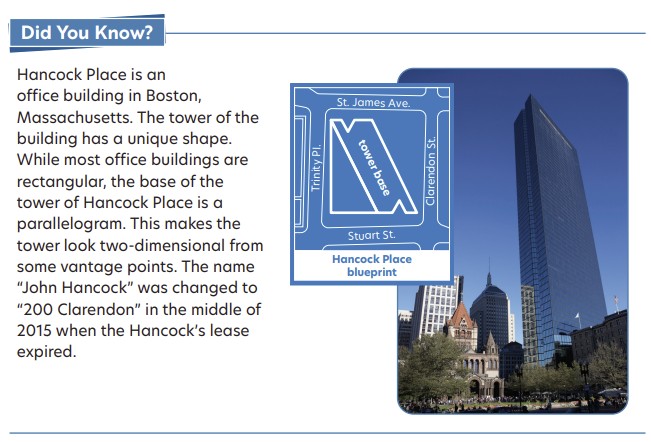 Did You Know?
Hancock Place is an
office building in Boston,
Massachusetts. The tower of the
building has a unique shape.
While most office buildings are
rectangular, the base of the
tower of Hancock Place is a
parallelogram. This makes the
tower look two-dimensional from
some vantage points. The name
“John Hancock” was changed to
“200 Clarendon” in the middle of
2015 when the Hancock’s lease
expired.
St. James Ave.
Trinity Pl.
tower base
Clarendon St.
Stuart St.
Hancock Place
blueprint